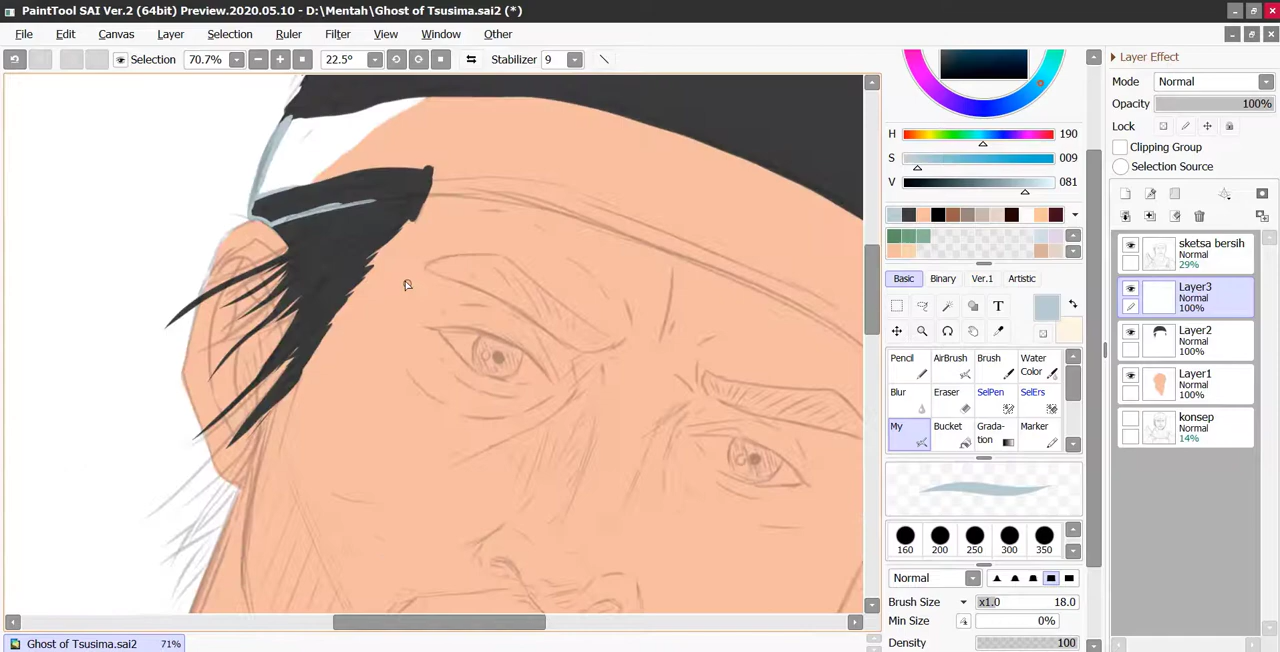 PaintTool SAI Ver.2 (64bit) Preview.2020.05.10 - D:\Mentah\Ghost of Tsusima.sai2 (*)
File Edit Canvas Layer Selection Ruler Filter View Window Other
Selection 70.7% 22.5° Stabilizer 9
Layer Effect
Mode Normal
Opacity 100%
Lock
Clipping Group
Selection Source
H 190
S 009
V 081
Basic Binary Ver.1 Artistic
T
Pencil AirBrush Brush Water Color
Blur Eraser SelPen SelErs
My Bucket Grada-tion Marker
160 200 250 300 350
Normal
Brush Size x1.0 18.0
Min Size 0%
Density 100
sketsa bersih
29%
Layer3
Normal
100%
Layer2
Normal
100%
Layer1
Normal
100%
konsep
Normal
14%
Ghost of Tsusima.sai2 71%